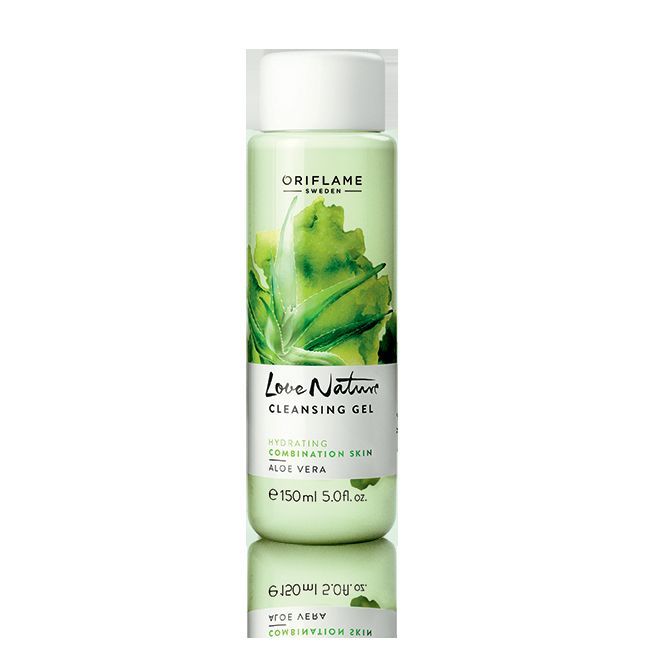 ORIFLAME
SWEDEN
Love Nature
CLEANSING GEL
HYDRATING
COMBINATION SKIN
ALOE VERA
e 150ml 5.0fl. oz.